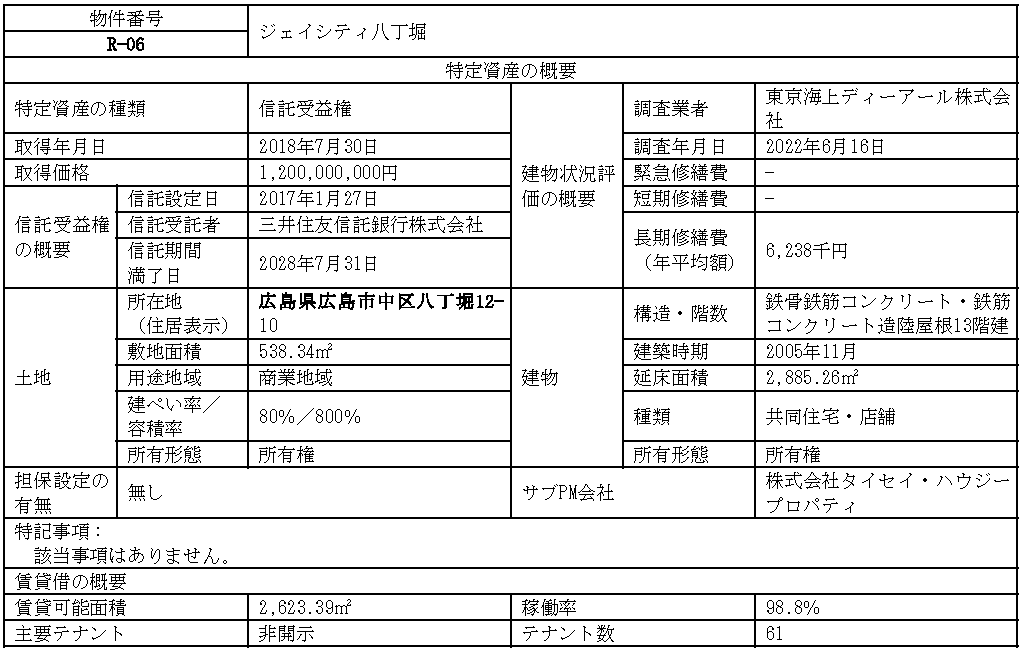 物件番号
R-06
ジェイシティ八丁堀
特定資産の概要
特定資産の種類
信託受益権
建物状況評
価の概要
調査業者
東京海上ディーアール株式会
社
取得年月日
2018年7月30日
調査年月日
2022年6月16日
取得価格
1,200,000,000円
緊急修繕費
-
信託受益権
の概要
信託設定日
2017年1月27日
短期修繕費
-
信託受託者
三井住友信託銀行株式会社
長期修繕費
（年平均額）
6,238千円
信託期間
満了日
2028年7月31日
土地
所在地
（住居表示）
広島県広島市中区八丁堀12-
10
建物
構造・階数
鉄骨鉄筋コンクリート・鉄筋
コンクリート造陸屋根13階建
敷地面積
538.34㎡
建築時期
2005年11月
用途地域
商業地域
延床面積
2,885.26㎡
建ぺい率／
容積率
80%／800%
種類
共同住宅・店舗
所有形態
所有権
所有形態
所有権
担保設定の
有無
無し
サブPM会社
株式会社タイセイ・ハウジー
プロパティ
特記事項：
該当事項はありません。
賃貸借の概要
賃貸可能面積
2,623.39㎡
稼働率
98.8%
主要テナント
非開示
テナント数
61